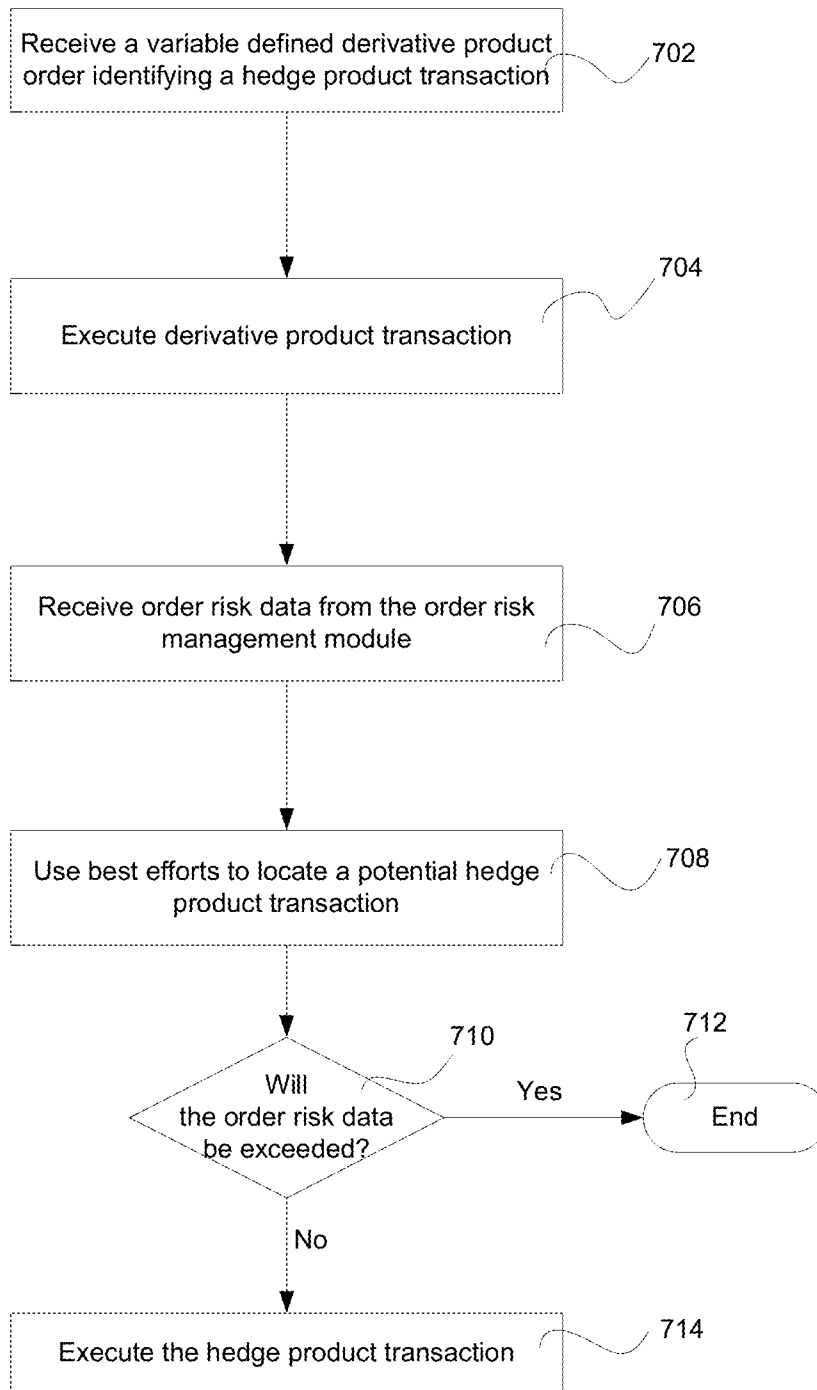 Receive a variable defined derivative product
order identifying a hedge product transaction
702
704
Execute derivative product transaction
Receive order risk data from the order risk
management module
706
Use best efforts to locate a potential hedge
product transaction
708
710
712
Will
the order risk data
be exceeded?
Yes
End
No
Execute the hedge product transaction
714